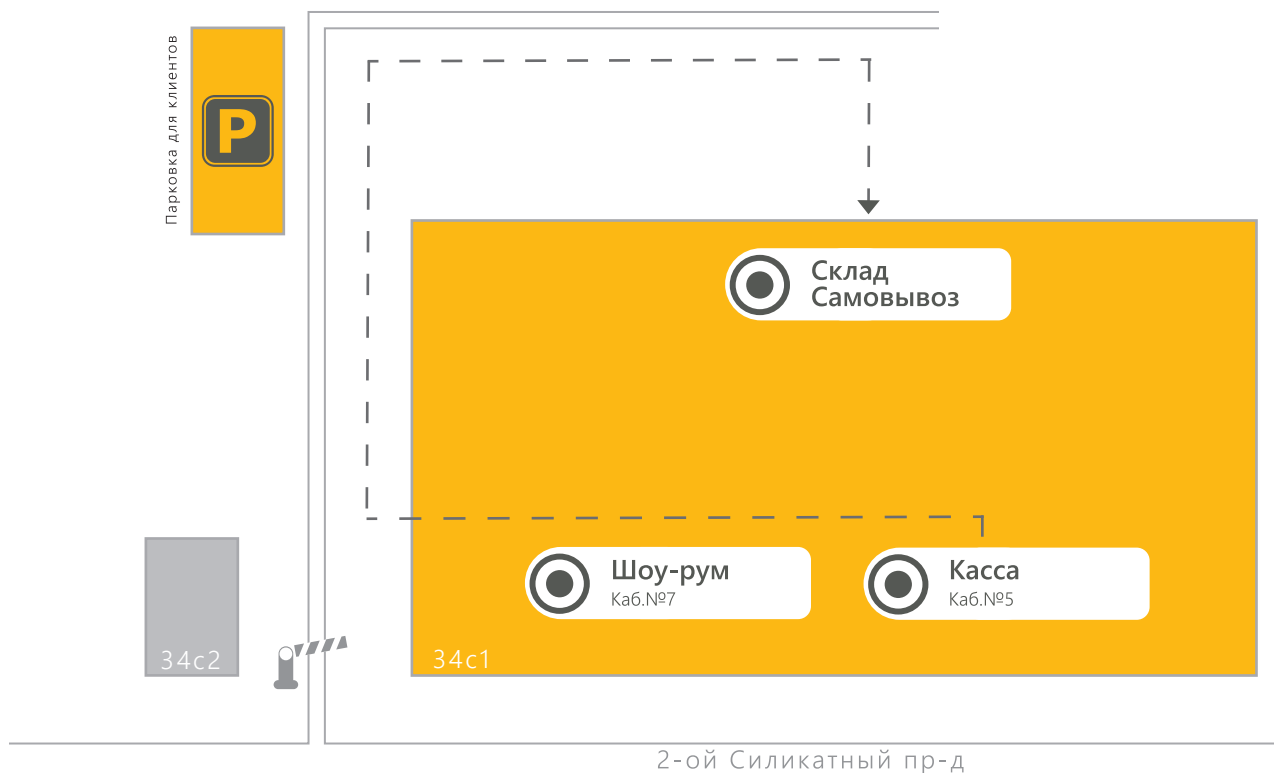 Парковка для клиентов
P
Склад
Самовывоз
Шоу-рум
Каб.№7
Касса
Каб.№5
34с2
34с1
2-ой Силикатный пр-д